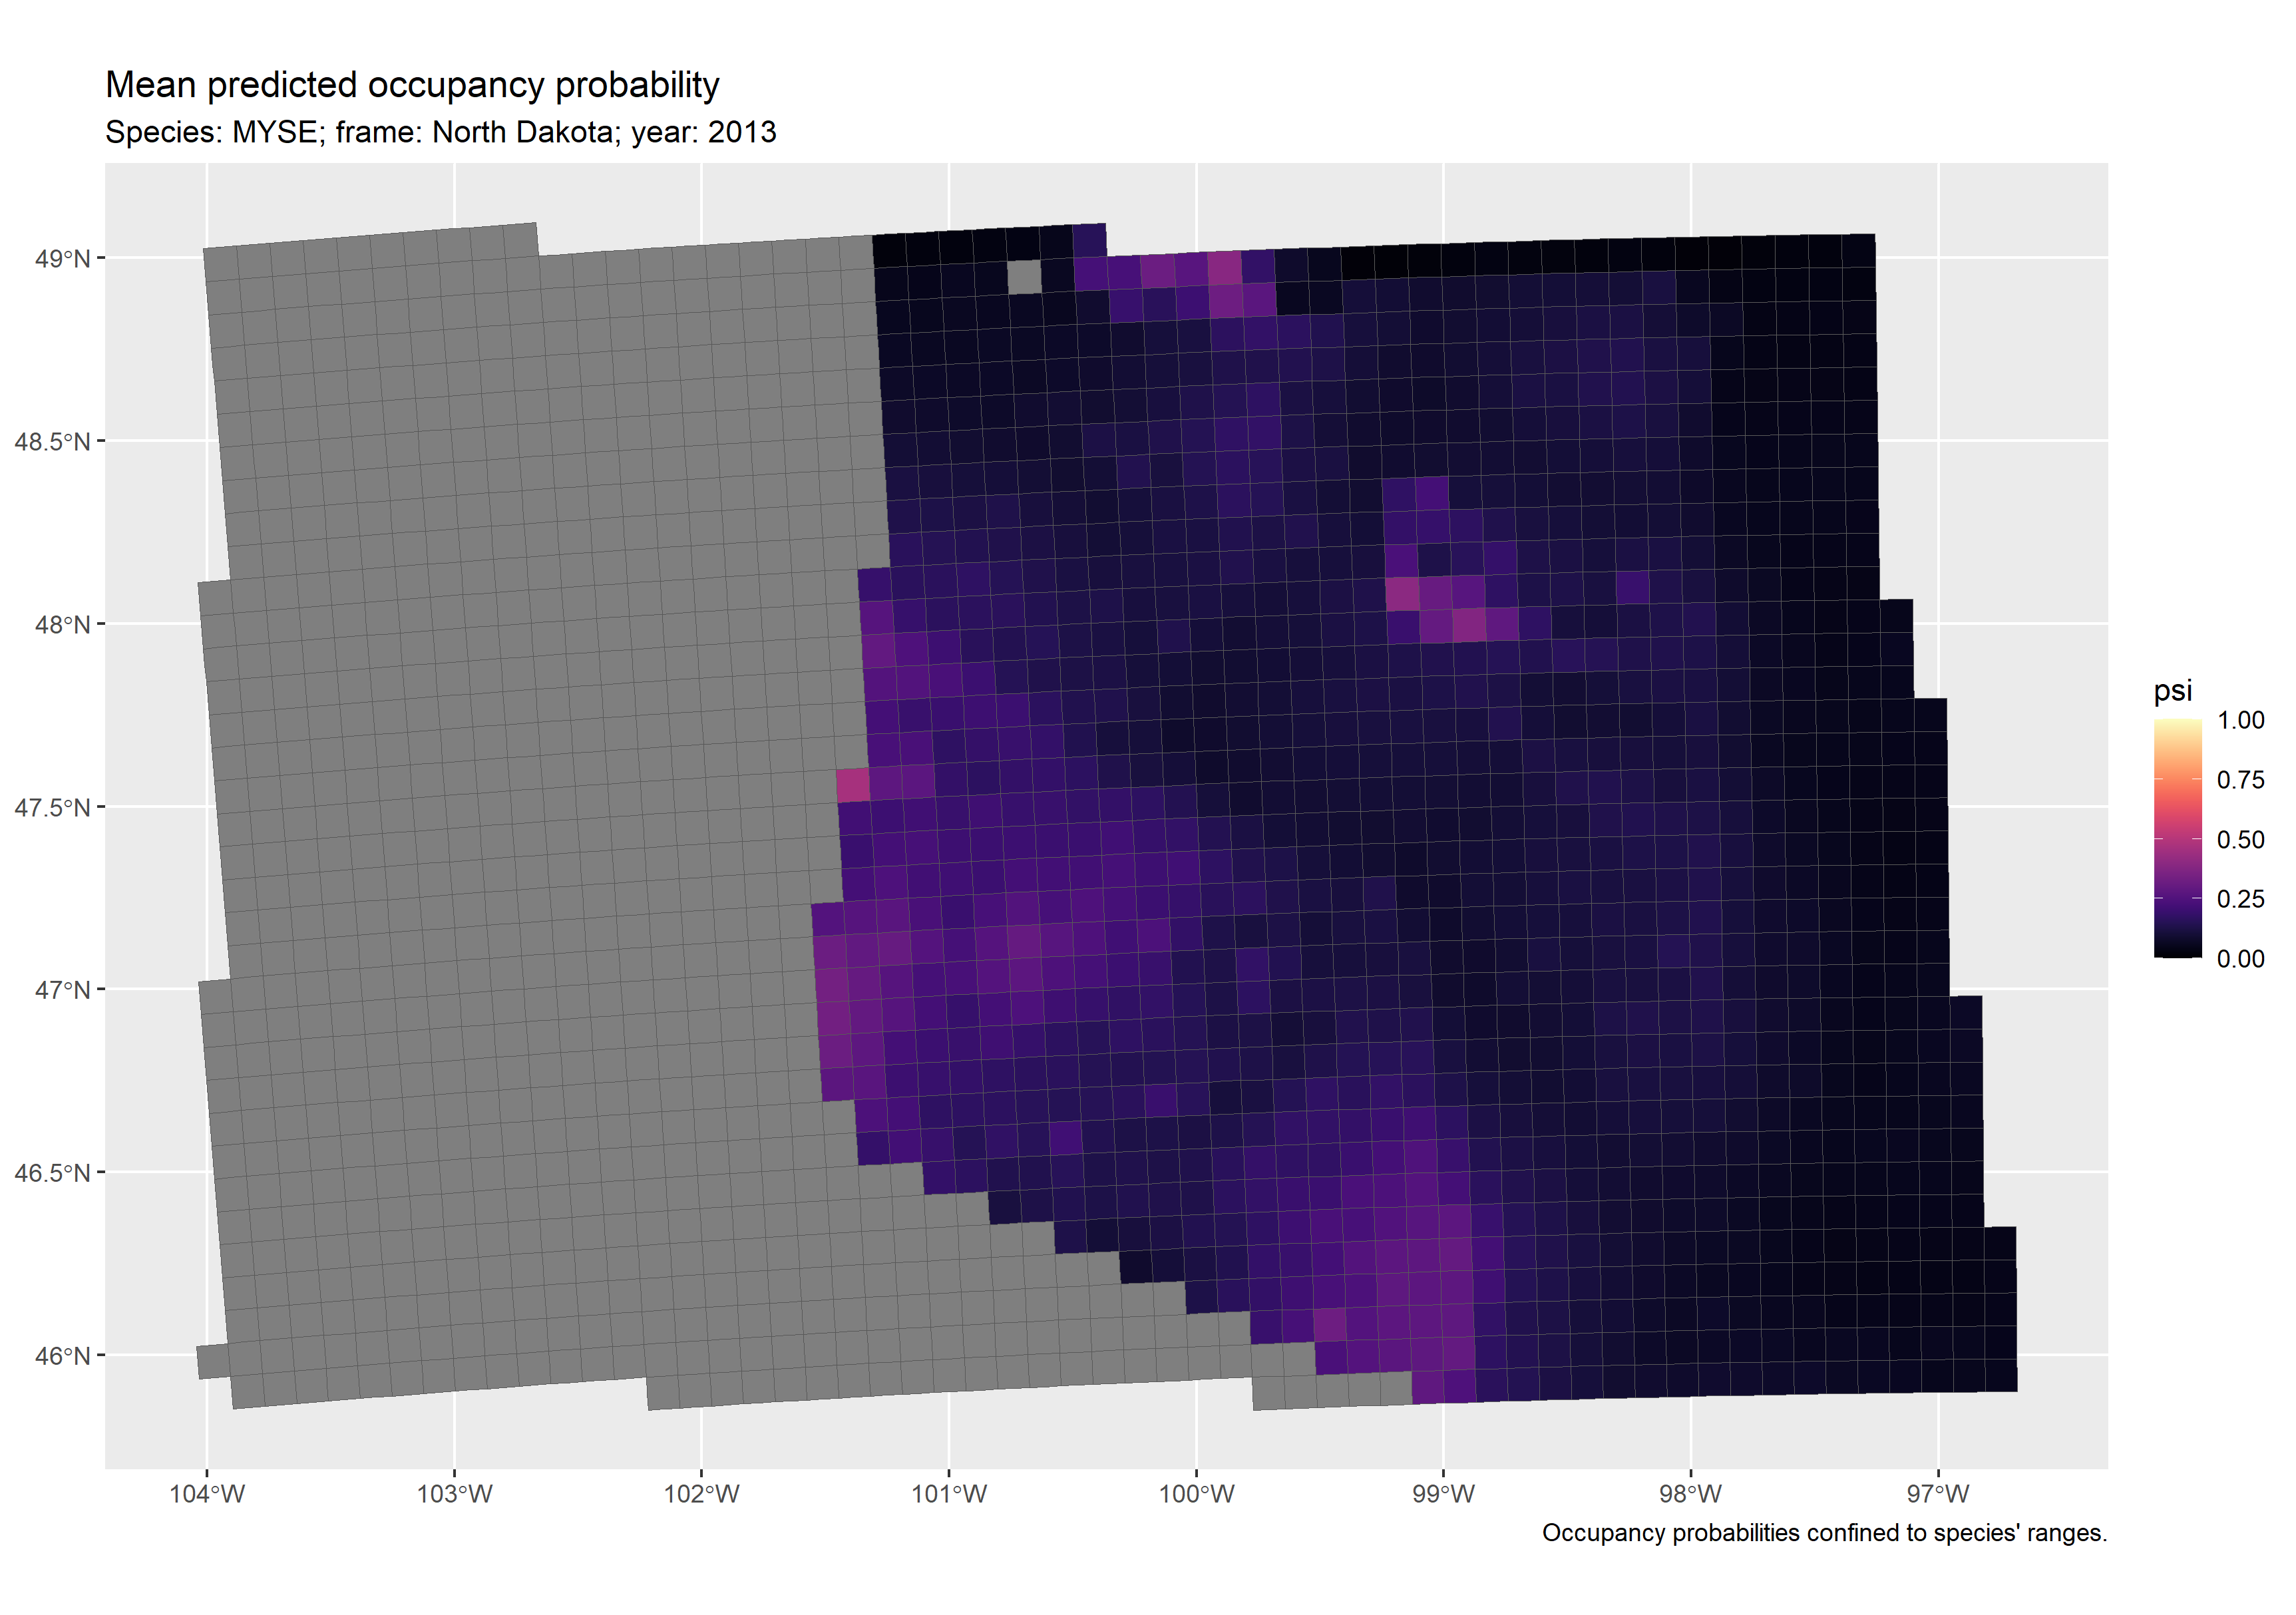 Mean predicted occupancy probability
Species: MYSE; frame: North Dakota; year: 2013
49°N
48.5°N
48°N
47.5°N
47°N
46.5°N
46°N
104°W
103°W
102°W
101°W
100°W
99°W
98°W
97°W
psi
1.00
0.75
0.50
0.25
0.00
Occupancy probabilities confined to species' ranges.